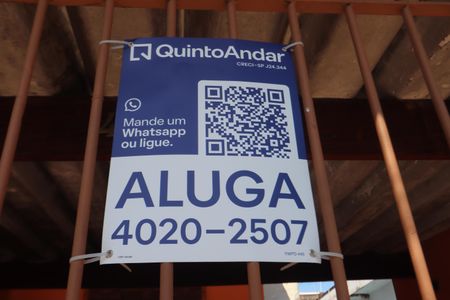 QuintoAndar
CRECI-SP J24.344
Mande um
Whatsapp
ou ligue.
ALUGA
4020-2507